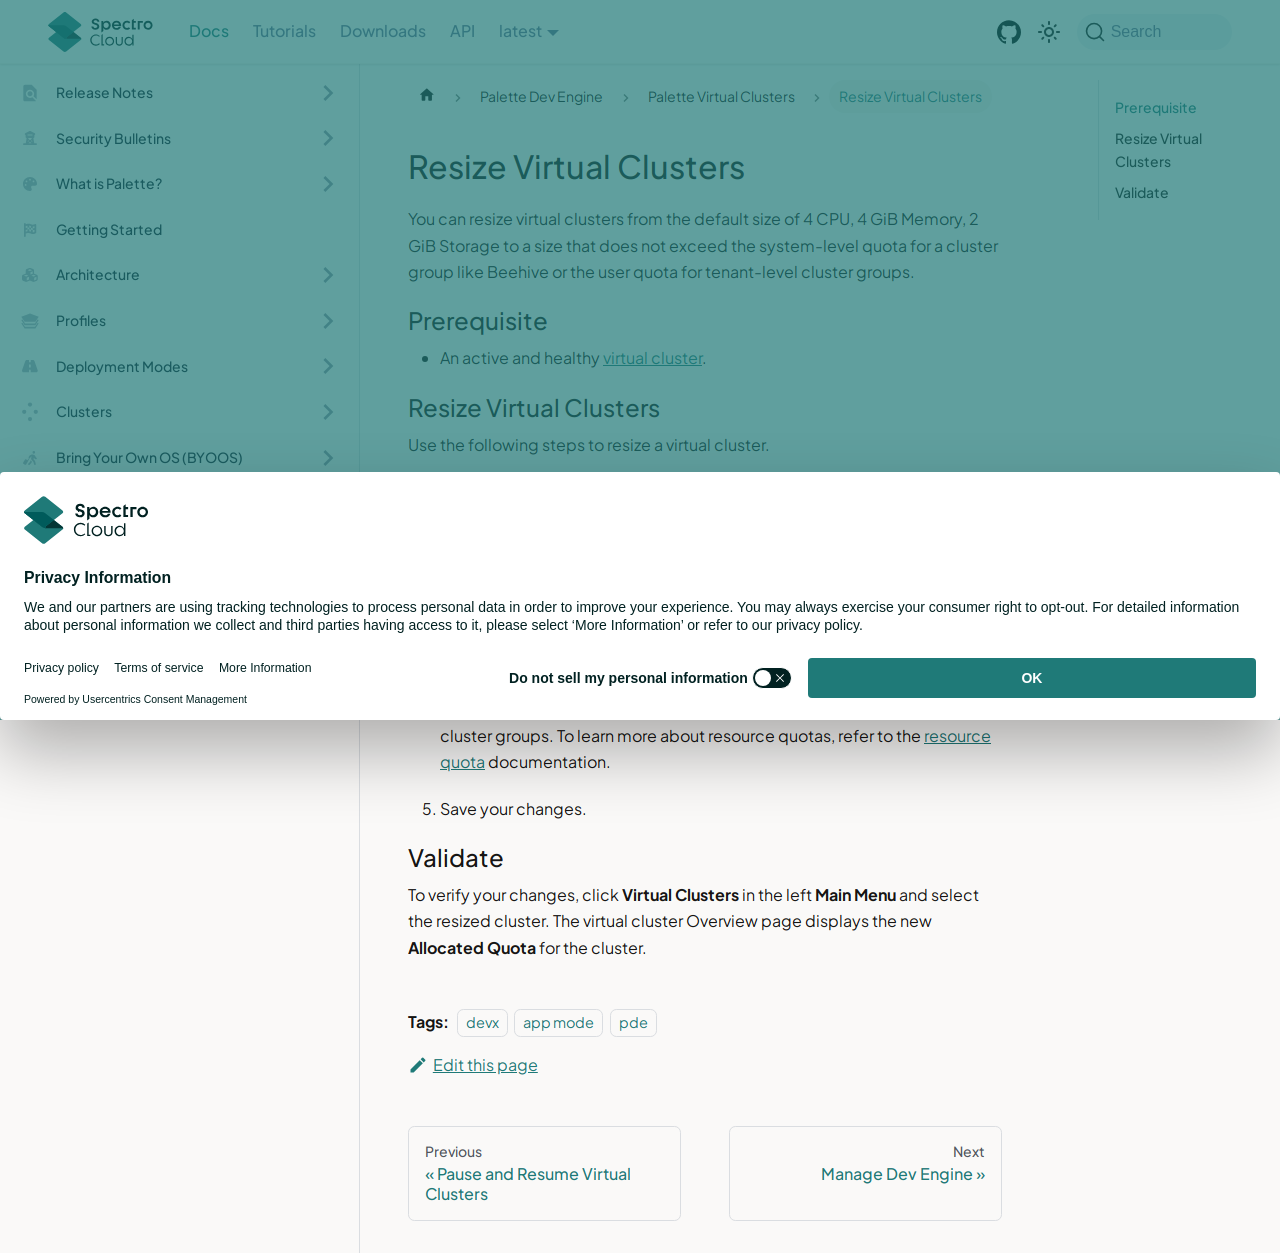 Spectro Cloud
Docs
Tutorials
Downloads
API
latest
Search
Release Notes
Security Bulletins
What is Palette?
Getting Started
Architecture
Profiles
Deployment Modes
Clusters
Bring Your Own OS (BYOOS)
Palette Dev Engine
Palette Virtual Clusters
Resize Virtual Clusters
Resize Virtual Clusters
You can resize virtual clusters from the default size of 4 CPU, 4 GiB Memory, 2
GiB Storage to a size that does not exceed the system-level quota for a cluster
group like Beehive or the user quota for tenant-level cluster groups.
Prerequisite
An active and healthy virtual cluster.
Resize Virtual Clusters
Use the following steps to resize a virtual cluster.
Prerequisite
Resize Virtual
Clusters
Validate
Spectro
Cloud
Privacy Information
We and our partners are using tracking technologies to process personal data in order to improve your experience. You may always exercise your consumer right to opt-out. For detailed information
about personal information we collect and third parties having access to it, please select ‘More Information’ or refer to our privacy policy.
Privacy policy
Terms of service
More Information
Powered by Usercentrics Consent Management
Do not sell my personal information
OK
cluster groups. To learn more about resource quotas, refer to the resource
quota documentation.
5. Save your changes.
Validate
To verify your changes, click Virtual Clusters in the left Main Menu and select
the resized cluster. The virtual cluster Overview page displays the new
Allocated Quota for the cluster.
Tags: devx app mode pde
Edit this page
Previous
« Pause and Resume Virtual
Clusters
Next
Manage Dev Engine »